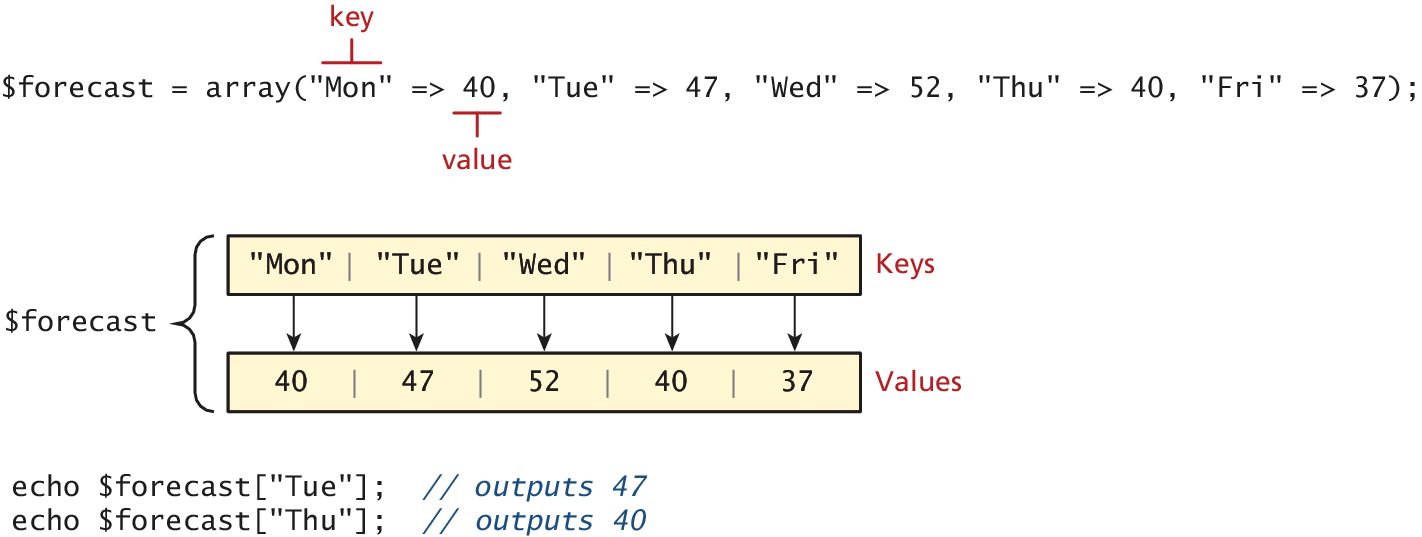 key
$forecast = array("Mon" => 40, "Tue" => 47, "Wed" => 52, "Thu" => 40, "Fri" => 37);
value
"Mon" | "Tue" | "Wed" | "Thu" | "Fri" Keys
$forecast
40 | 47 | 52 | 40 | 37 Values
echo $forecast["Tue"]; // outputs 47
echo $forecast["Thu"]; // outputs 40